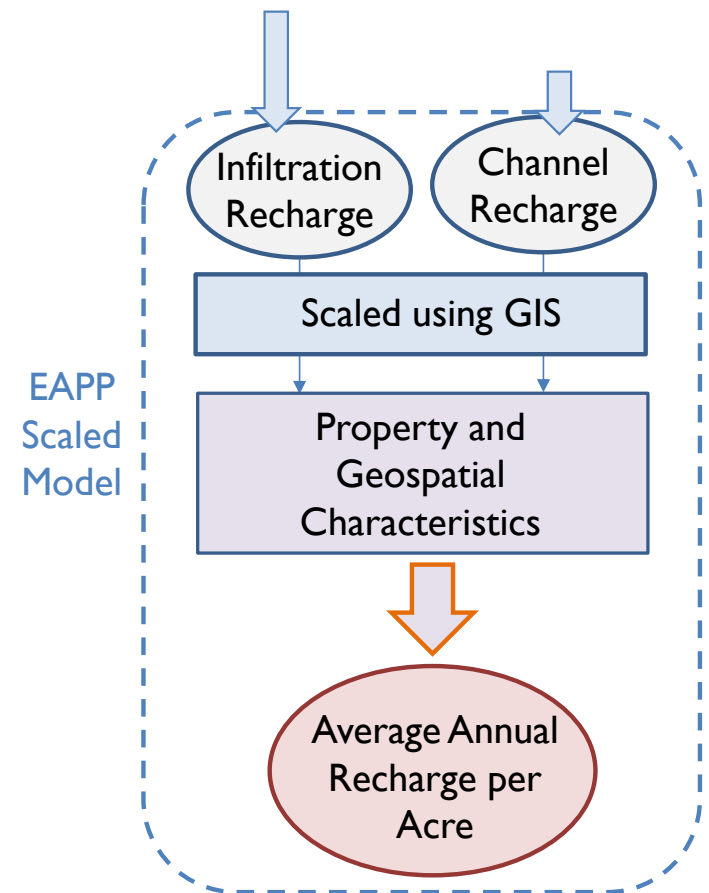 Infiltration
Recharge
Channel
Recharge
Scaled using GIS
EAPP
Scaled
Model
Property and
Geospatial
Characteristics
Average Annual
Recharge per
Acre